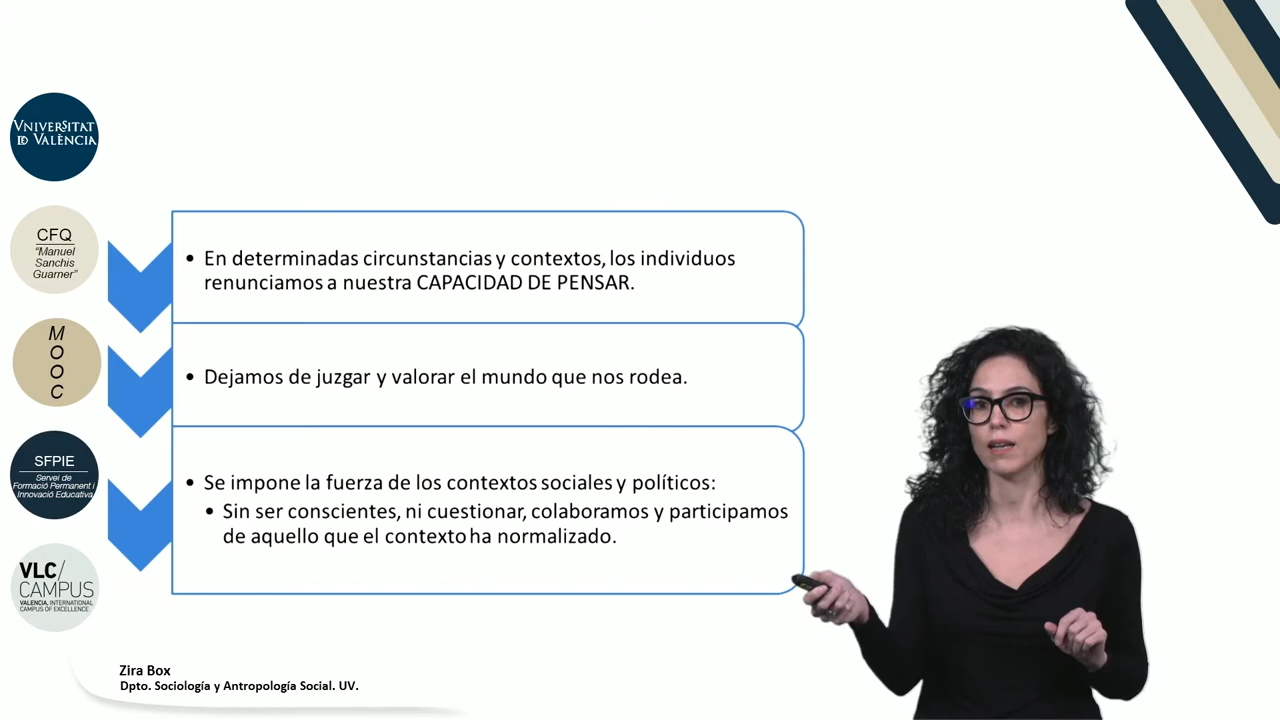 VNIVERSITAT
ID VALÈNCIA
CFQ
"Manuel
Sanchis
Guarner"
M
O
O
C
SFPIE
Servei de
Formació Permanent i
Innovació Educativa
VLC/
CAMPUS
VALENCIA, INTERNATIONAL
CAMPUS OF EXCELLENCE
• En determinadas circunstancias y contextos, los individuos
renunciamos a nuestra CAPACIDAD DE PENSAR.
• Dejamos de juzgar y valorar el mundo que nos rodea.
• Se impone la fuerza de los contextos sociales y políticos:
• Sin ser conscientes, ni cuestionar, colaboramos y participamos
de aquello que el contexto ha normalizado.
Zira Box
Dpto. Sociología y Antropología Social. UV.